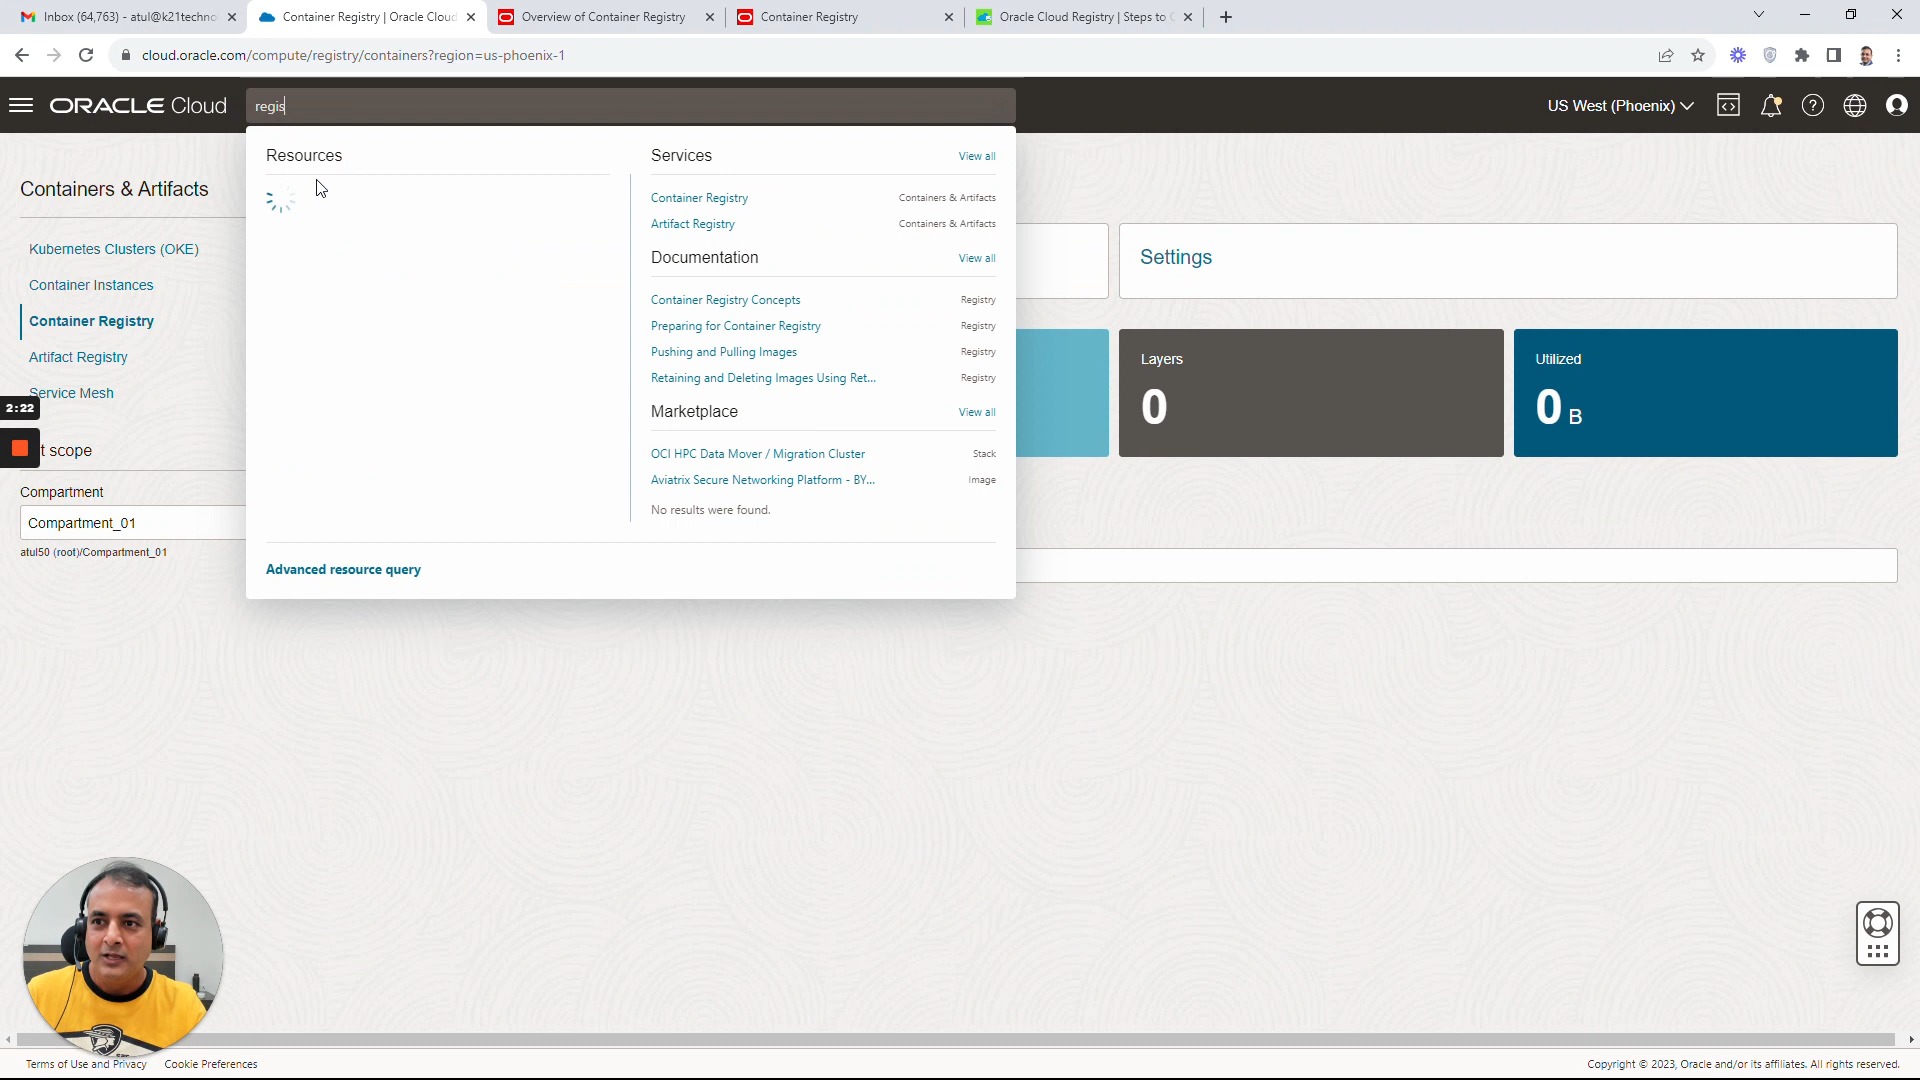 Inbox (64,763) - atul@k21techno
Container Registry | Oracle Cloud
Overview of Container Registry
Container Registry
Oracle Cloud Registry | Steps to C
cloud.oracle.com/compute/registry/containers?region=us-phoenix-1
ORACLE Cloud
regis
US West (Phoenix)
Resources
Services
View all
Container Registry
Containers & Artifacts
Artifact Registry
Containers & Artifacts
Documentation
View all
Container Registry Concepts
Registry
Preparing for Container Registry
Registry
Pushing and Pulling Images
Registry
Retaining and Deleting Images Using Ret...
Registry
Marketplace
View all
OCI HPC Data Mover / Migration Cluster
Stack
Aviatrix Secure Networking Platform - BY...
Image
No results were found.
Advanced resource query
Containers & Artifacts
Kubernetes Clusters (OKE)
Container Instances
Container Registry
Artifact Registry
Service Mesh
2:22
t scope
Compartment
Compartment_01
atul50 (root)/Compartment_01
Settings
Layers
0
Utilized
0 B
Terms of Use and Privacy
Cookie Preferences
Copyright © 2023, Oracle and/or its affiliates. All rights reserved.